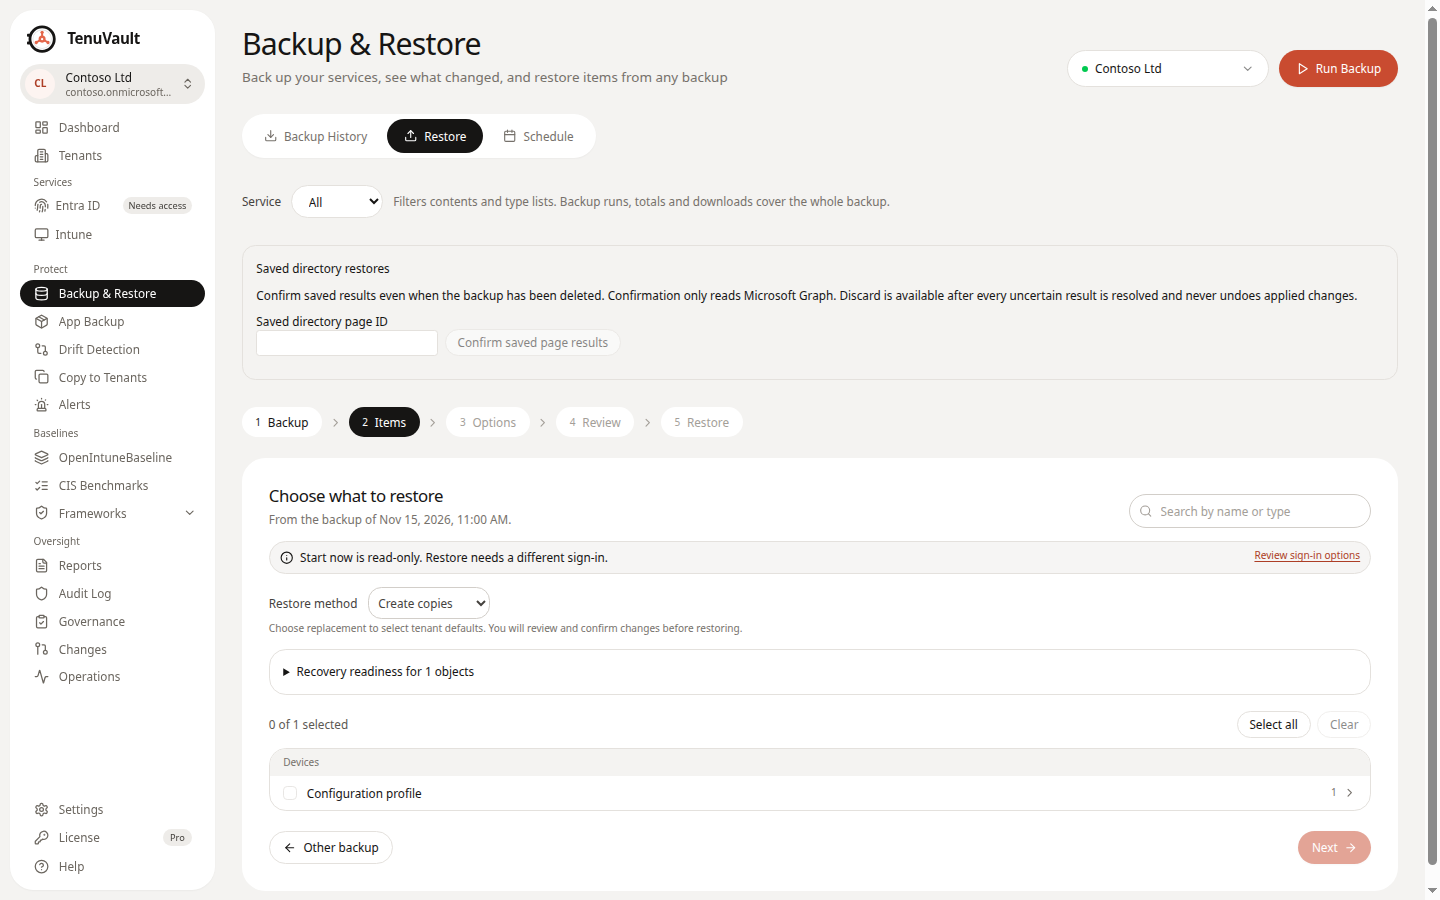 TenuVault
CL
Contoso Ltd
contoso.onmicrosoft...
Dashboard
Tenants
Services
Entra ID
Needs access
Intune
Protect
Backup & Restore
App Backup
Drift Detection
Copy to Tenants
Alerts
Baselines
OpenIntuneBaseline
CIS Benchmarks
Frameworks
Oversight
Reports
Audit Log
Governance
Changes
Operations
Settings
License
Pro
Help
Backup & Restore
Back up your services, see what changed, and restore items from any backup
Contoso Ltd
Run Backup
Backup History
Restore
Schedule
Service
All
Filters contents and type lists. Backup runs, totals and downloads cover the whole backup.
Saved directory restores
Confirm saved results even when the backup has been deleted. Confirmation only reads Microsoft Graph. Discard is available after every uncertain result is resolved and never undoes applied changes.
Saved directory page ID
Confirm saved page results
1 Backup
2 Items
3 Options
4 Review
5 Restore
Choose what to restore
From the backup of Nov 15, 2026, 11:00 AM.
Search by name or type
Start now is read-only. Restore needs a different sign-in.
Review sign-in options
Restore method
Create copies
Choose replacement to select tenant defaults. You will review and confirm changes before restoring.
Recovery readiness for 1 objects
0 of 1 selected
Select all
Clear
Devices
Configuration profile
1
Other backup
Next